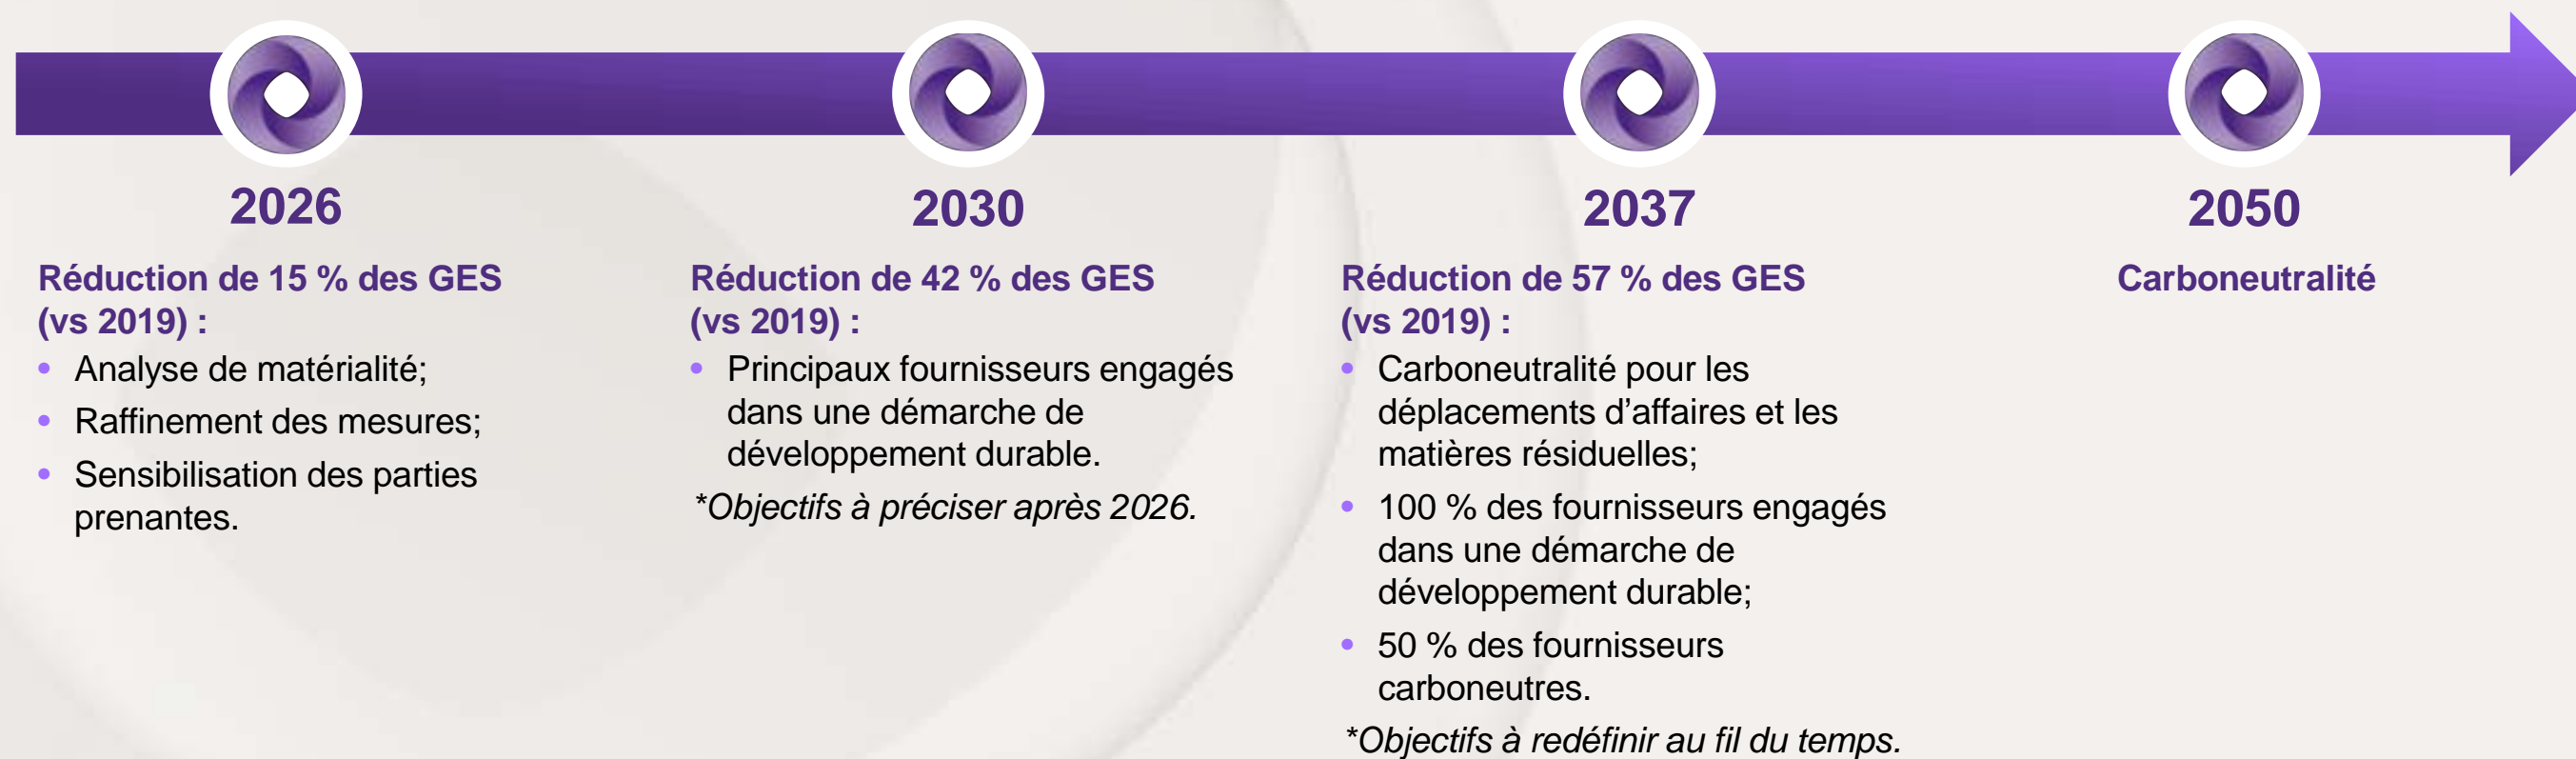 2026
Réduction de 15 % des GES
(vs 2019) :
• Analyse de matérialité;
• Raffinement des mesures;
• Sensibilisation des parties
prenantes.
2030
Réduction de 42 % des GES
(vs 2019) :
• Principaux fournisseurs engagés
dans une démarche de
développement durable.
*Objectifs à préciser après 2026.
2037
Réduction de 57 % des GES
(vs 2019) :
• Carboneutralité pour les
déplacements d’affaires et les
matières résiduelles;
• 100 % des fournisseurs engagés
dans une démarche de
développement durable;
• 50 % des fournisseurs
carboneutres.
*Objectifs à redéfinir au fil du temps.
2050
Carboneutralité